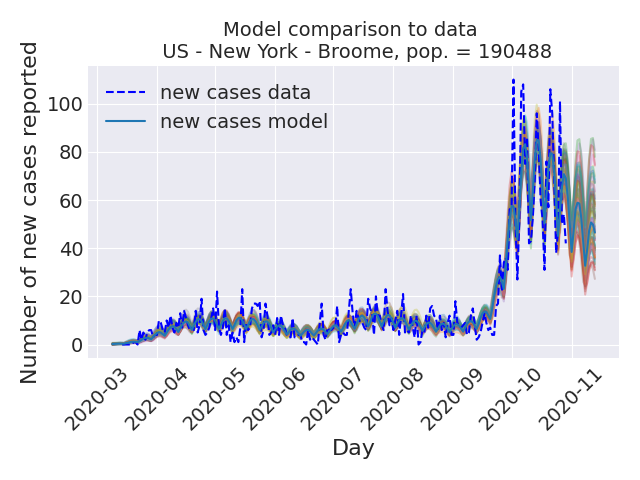 Model comparison to data
US - New York - Broome, pop. = 190488
Number of new cases reported
new cases data
new cases model
100
80
60
40
20
0
2020-03
2020-04
2020-05
2020-06
2020-07
2020-08
2020-09
2020-10
2020-11
Day